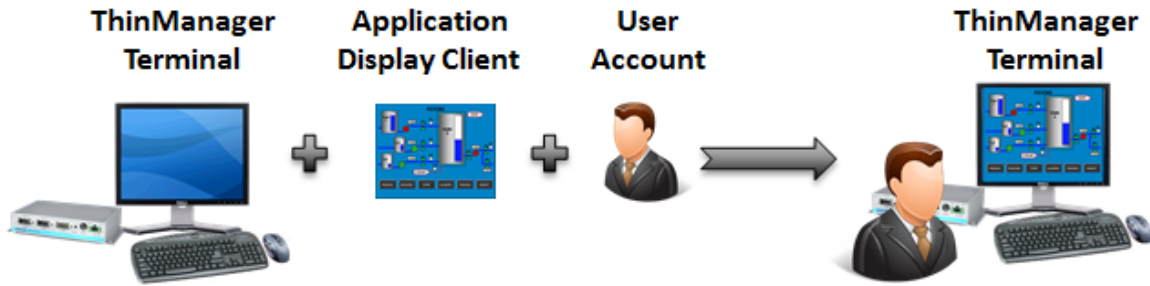 ThinManager
Terminal
Application
Display Client
User
Account
ThinManager
Terminal